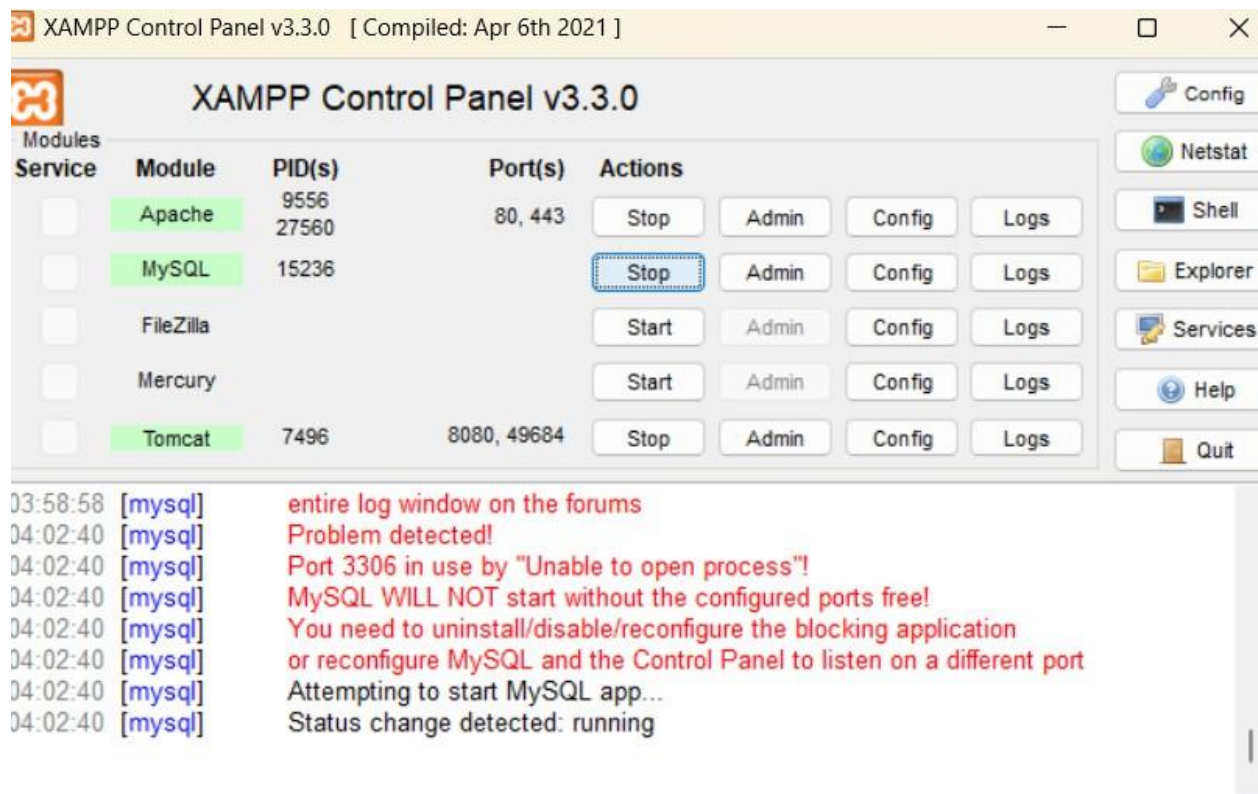 XAMPP Control Panel v3.3.0 [ Compiled: Apr 6th 2021 ]
XAMPP Control Panel v3.3.0
Config
Modules
Netstat
Service Module PID(s) Port(s) Actions
Apache 9556 27560 80, 443 Stop Admin Config Logs
Shell
MySQL 15236 Stop Admin Config Logs
Explorer
FileZilla Start Admin Config Logs
Services
Mercury Start Admin Config Logs
Help
Tomcat 7496 8080, 49684 Stop Admin Config Logs
Quit
03:58:58 [mysql] entire log window on the forums
04:02:40 [mysql] Problem detected!
04:02:40 [mysql] Port 3306 in use by "Unable to open process"!
04:02:40 [mysql] MySQL WILL NOT start without the configured ports free!
04:02:40 [mysql] You need to uninstall/disable/reconfigure the blocking application
04:02:40 [mysql] or reconfigure MySQL and the Control Panel to listen on a different port
04:02:40 [mysql] Attempting to start MySQL app...
04:02:40 [mysql] Status change detected: running